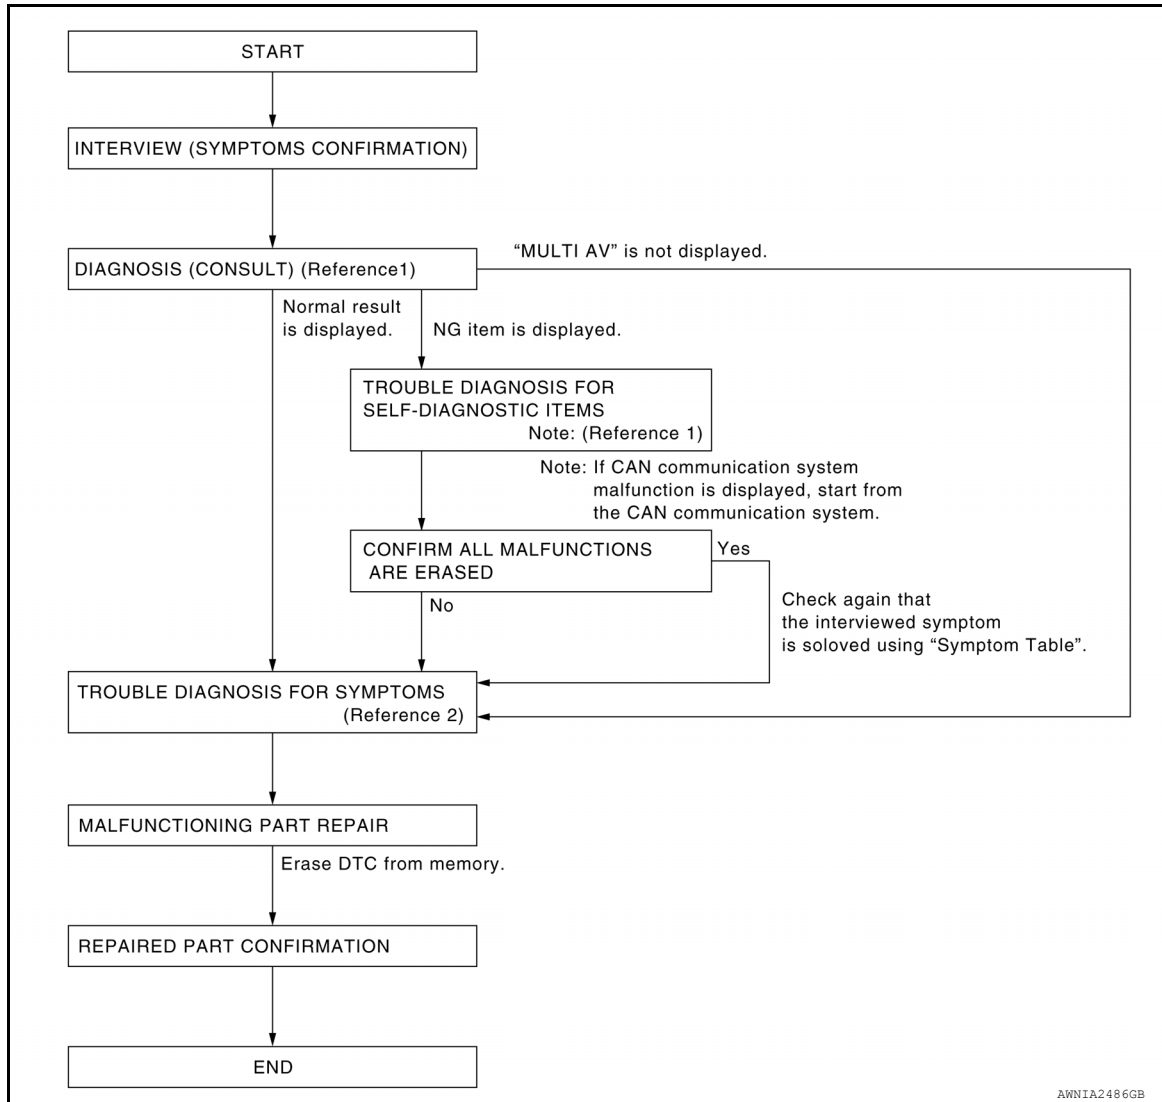 START
INTERVIEW (SYMPTOMS CONFIRMATION)
“MULTI AV” is not displayed.
DIAGNOSIS (CONSULT) (Reference1)
Normal result
is displayed.
NG item is displayed.
TROUBLE DIAGNOSIS FOR
SELF-DIAGNOSTIC ITEMS
Note: (Reference 1)
Note: If CAN communication system
malfunction is displayed, start from
the CAN communication system.
CONFIRM ALL MALFUNCTIONS
ARE ERASED
Yes
No
Check again that
the interviewed symptom
is soloved using “Symptom Table”.
TROUBLE DIAGNOSIS FOR SYMPTOMS
(Reference 2)
MALFUNCTIONING PART REPAIR
Erase DTC from memory.
REPAIRED PART CONFIRMATION
END
AWNIA2486GB